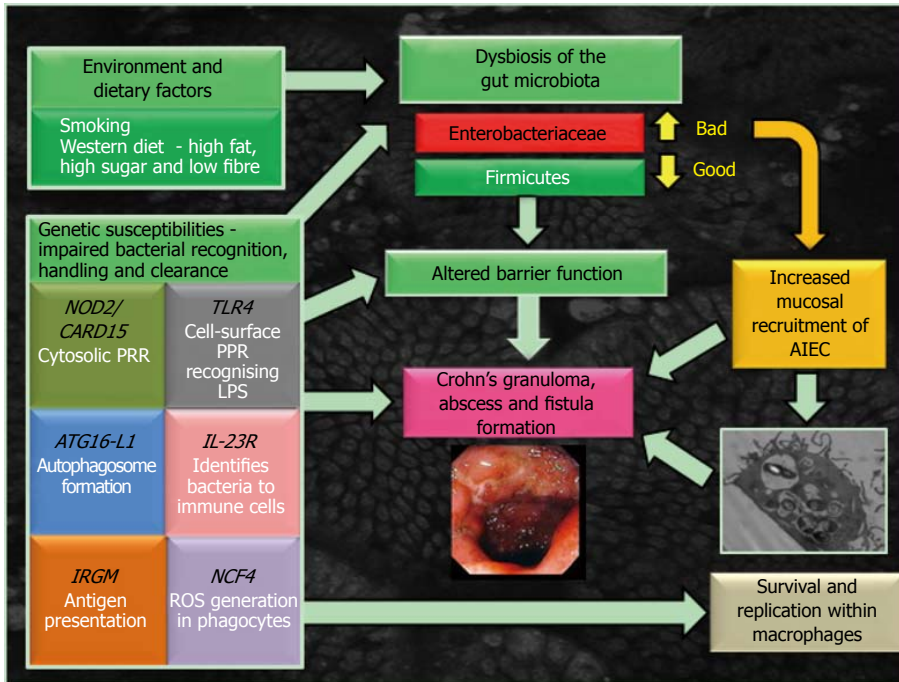 Environment and
dietary factors
Smoking
Western diet - high fat,
high sugar and low fibre
Dysbiosis of the
gut microbiota
Enterobacteriaceae
Bad
Firmicutes
Good
Genetic susceptibilities -
impaired bacterial recognition,
handling and clearance
NOD2/
CARD15
Cytosolic PRR
TLR4
Cell-surface
PPR
recognising
LPS
ATG16-L1
Autophagosome
formation
IL-23R
Identifies
bacteria to
immune cells
IRGM
Antigen
presentation
NCF4
ROS generation
in phagocytes
Altered barrier function
Increased
mucosal
recruitment of
AIEC
Crohn's granuloma,
abscess and fistula
formation
Survival and
replication within
macrophages